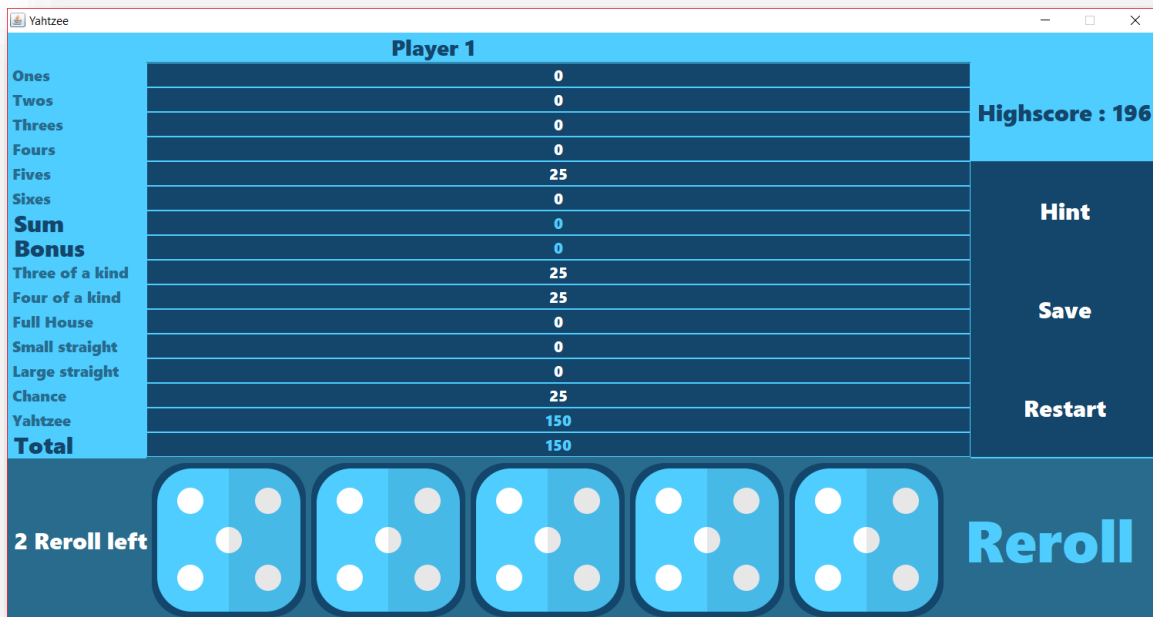 Yahtzee
Player 1
Ones 0
Twos 0
Threes 0
Fours 0
Fives 25
Sixes 0
Sum 0
Bonus 0
Three of a kind 25
Four of a kind 25
Full House 0
Small straight 0
Large straight 0
Chance 25
Yahtzee 150
Total 150
Highscore : 196
Hint
Save
Restart
2 Reroll left
Reroll